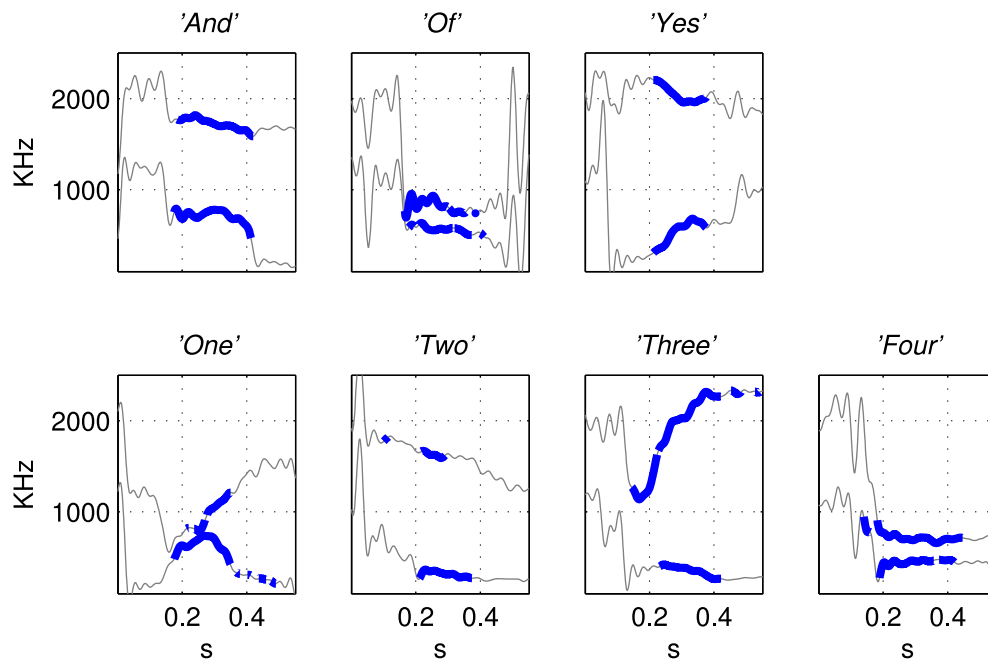 'And' 'Of' 'Yes'
2000
1000
KHz
'One' 'Two' 'Three' 'Four'
2000
1000
KHz
0.2 0.4 0.2 0.4 0.2 0.4 0.2 0.4
s s s s